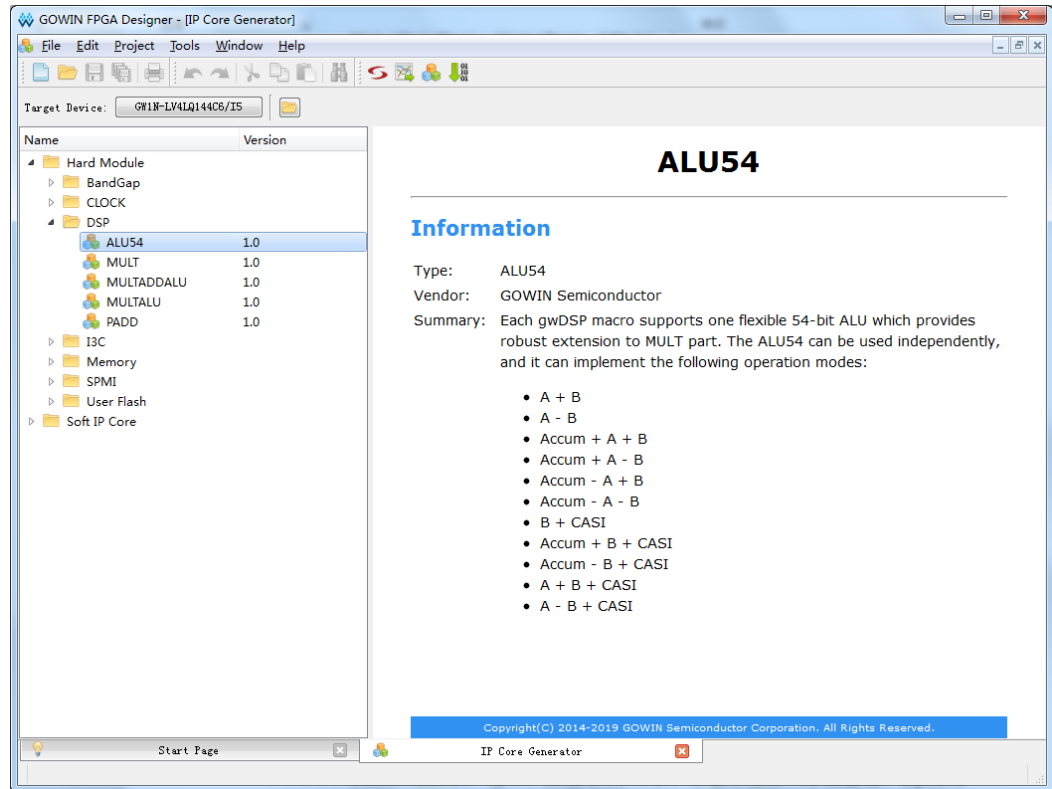 GOWIN FPGA Designer - [IP Core Generator]
File Edit Project Tools Window Help
Target Device: GW1N-LV4LQ144C6/I5
Name Version
Hard Module
BandGap
CLOCK
DSP
ALU54 1.0
MULT 1.0
MULTADDALU 1.0
MULTALU 1.0
PADD 1.0
I3C
Memory
SPMI
User Flash
Soft IP Core
ALU54
Information
Type: ALU54
Vendor: GOWIN Semiconductor
Summary: Each gwDSP macro supports one flexible 54-bit ALU which provides
robust extension to MULT part. The ALU54 can be used independently,
and it can implement the following operation modes:
• A + B
• A - B
• Accum + A + B
• Accum + A - B
• Accum - A + B
• Accum - A - B
• B + CASI
• Accum + B + CASI
• Accum - B + CASI
• A + B + CASI
• A - B + CASI
Copyright(C) 2014-2019 GOWIN Semiconductor Corporation. All Rights Reserved.
Start Page
IP Core Generator